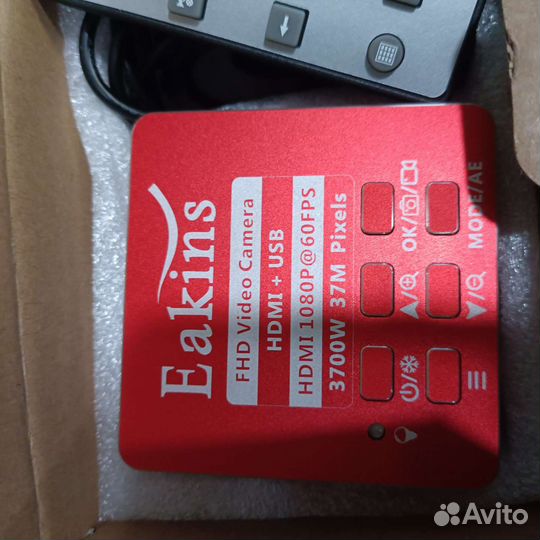 Eakins
FHD Video Camera
HDMI + USB
HDMI 1080P@60FPS
3700W 37M Pixels
OK/
MODE/AE
Avito